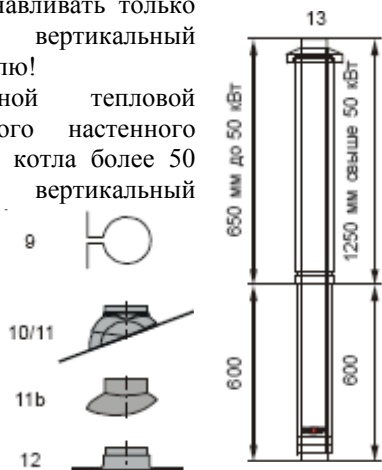 навливать только
вертикальный
лю!
ной тепловой
ого настенного
котла более 50
вертикальный
9
10/11
11b
12
13
650 мм до 50 кВт
1250 мм свыше 50 кВт
600
600